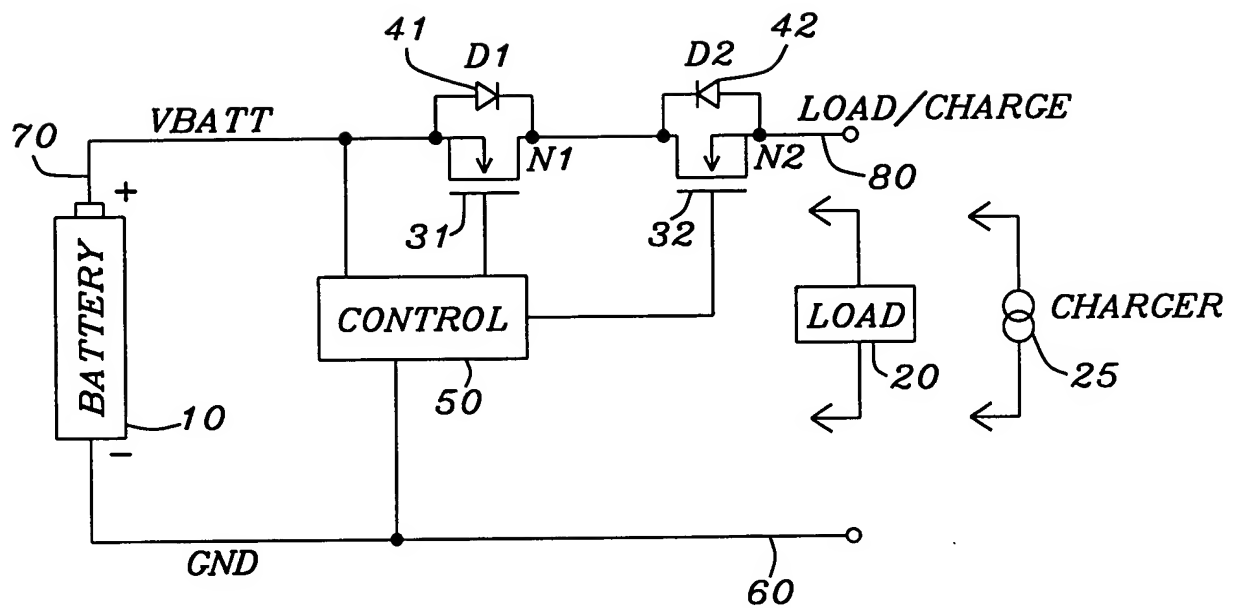 41
D1
D2
42
LOAD/CHARGE
VBATT
70
N1
N2
80
+
31
32
BATTERY
CONTROL
LOAD
CHARGER
50
20
25
10
−
GND
60